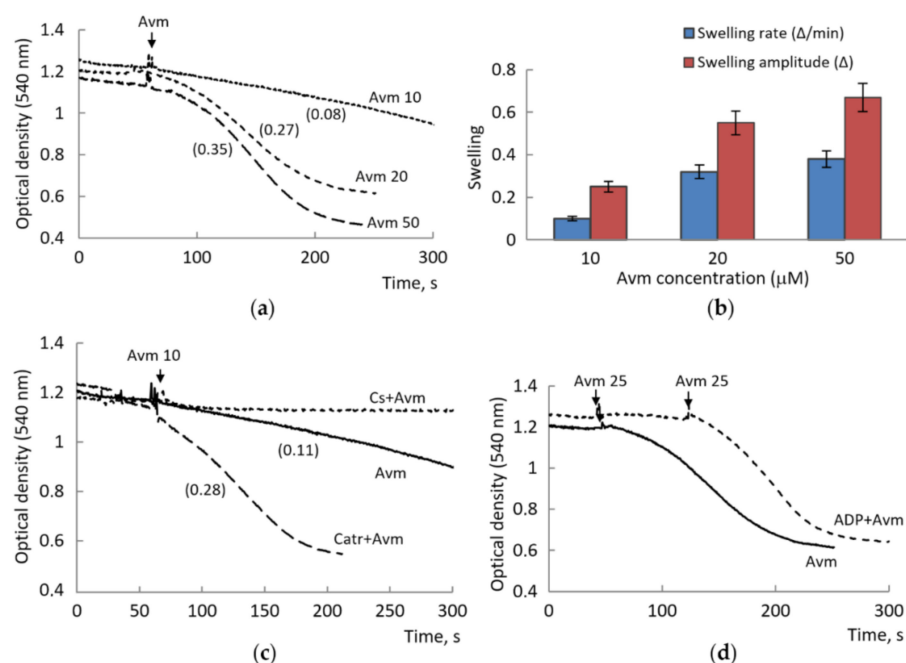 Avm
Optical density (540 nm)
1.4
1.2
1
0.8
0.6
0.4
Avm 10
(0.08)
(0.27)
(0.35)
Avm 20
Avm 50
0
100
200
300
Time, s
(a)
Swelling rate (Δ/min)
Swelling amplitude (Δ)
Swelling
0.8
0.6
0.4
0.2
0
10
20
50
Avm concentration (µM)
(b)
Optical density (540 nm)
1.4
1.2
1
0.8
0.6
0.4
Avm 10
Cs+Avm
(0.11)
Avm
(0.28)
Catr+Avm
0
50
100
150
200
250
300
Time, s
(c)
Optical density (540 nm)
1.4
1.2
1
0.8
0.6
0.4
Avm 25
Avm 25
ADP+Avm
Avm
0
100
200
300
Time, s
(d)